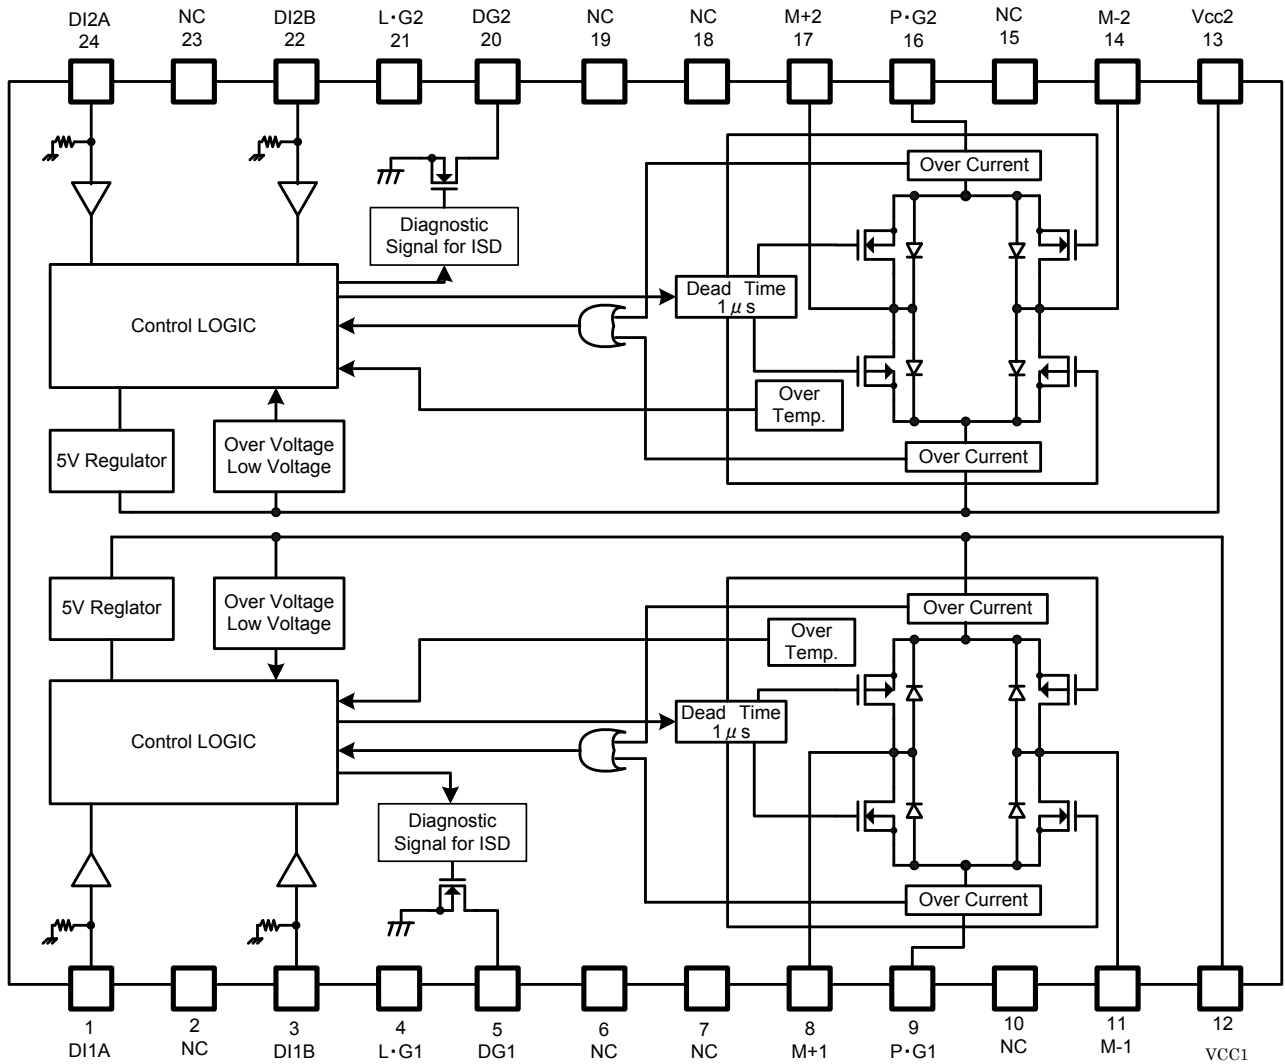 DI2A NC DI2B L·G2 DG2 NC NC M+2 P·G2 NC M-2 Vcc2
24 23 22 21 20 19 18 17 16 15 14 13
Over Current
Diagnostic
Signal for ISD
Dead Time
1μs
Control LOGIC
Over
Temp.
5V Regulator
Over Voltage
Low Voltage
Over Current
5V Reglator
Over Voltage
Low Voltage
Over Current
Over
Temp.
Dead Time
1μs
Control LOGIC
Diagnostic
Signal for ISD
Over Current
1 2 3 4 5 6 7 8 9 10 11 12
DI1A NC DI1B L·G1 DG1 NC NC M+1 P·G1 NC M-1 VCC1